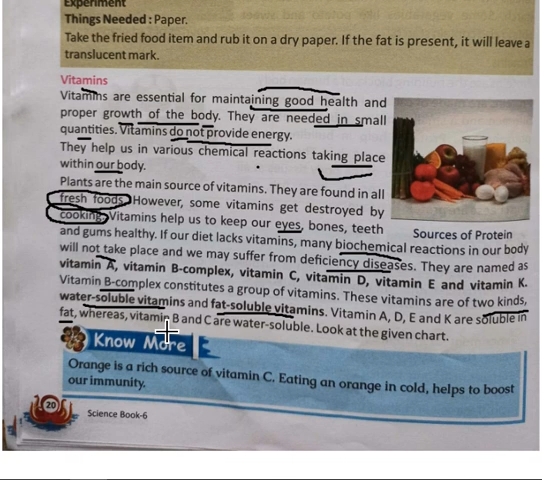 Experiment
Things Needed : Paper.
Take the fried food item and rub it on a dry paper. If the fat is present, it will leave a
translucent mark.
Vitamins
Vitamins are essential for maintaining good health and
proper growth of the body. They are needed in small
quantities. Vitamins do not provide energy.
They help us in various chemical reactions taking place
within our body.
Plants are the main source of vitamins. They are found in all
fresh foods. However, some vitamins get destroyed by
cooking. Vitamins help us to keep our eyes, bones, teeth
and gums healthy. If our diet lacks vitamins, many biochemical reactions in our body
will not take place and we may suffer from deficiency diseases. They are named as
vitamin A, vitamin B-complex, vitamin C, vitamin D, vitamin E and vitamin K.
Vitamin B-complex constitutes a group of vitamins. These vitamins are of two kinds,
water-soluble vitamins and fat-soluble vitamins. Vitamin A, D, E and K are soluble in
fat, whereas, vitamin B and C are water-soluble. Look at the given chart.
Sources of Protein
Know More
Orange is a rich source of vitamin C. Eating an orange in cold, helps to boost
our immunity.
20
Science Book-6